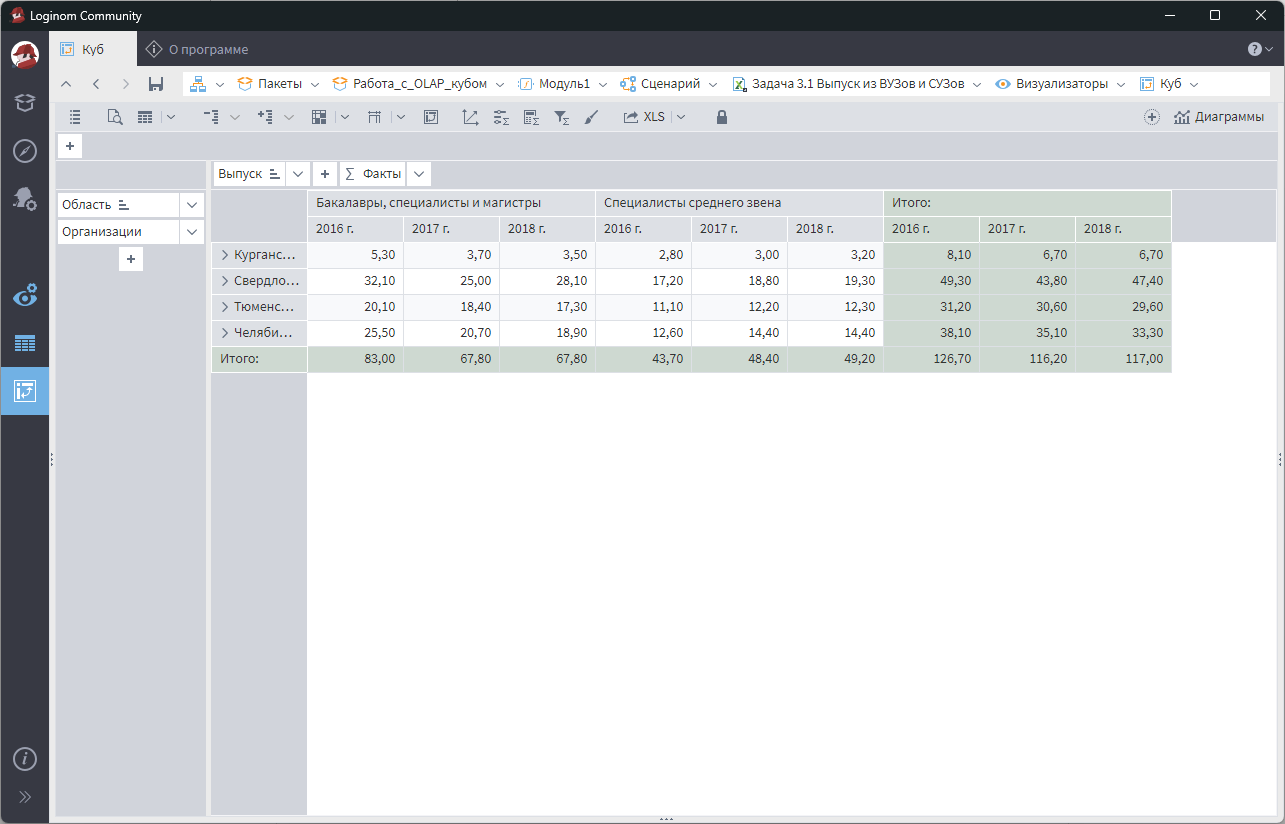 Loginom Community
Куб
О программе
Пакеты
Работа_с_OLAP_кубом
Модуль1
Сценарий
Задача 3.1 Выпуск из ВУЗов и СУЗов
Визуализаторы
Куб
XLS
Диаграммы
Выпуск
Σ Факты
Область
Организации
Бакалавры, специалисты и магистры Специалисты среднего звена Итого:
2016 г. 2017 г. 2018 г. 2016 г. 2017 г. 2018 г. 2016 г. 2017 г. 2018 г.
Курганс... 5,30 3,70 3,50 2,80 3,00 3,20 8,10 6,70 6,70
Свердло... 32,10 25,00 28,10 17,20 18,80 19,30 49,30 43,80 47,40
Тюменс... 20,10 18,40 17,30 11,10 12,20 12,30 31,20 30,60 29,60
Челяби... 25,50 20,70 18,90 12,60 14,40 14,40 38,10 35,10 33,30
Итого: 83,00 67,80 67,80 43,70 48,40 49,20 126,70 116,20 117,00